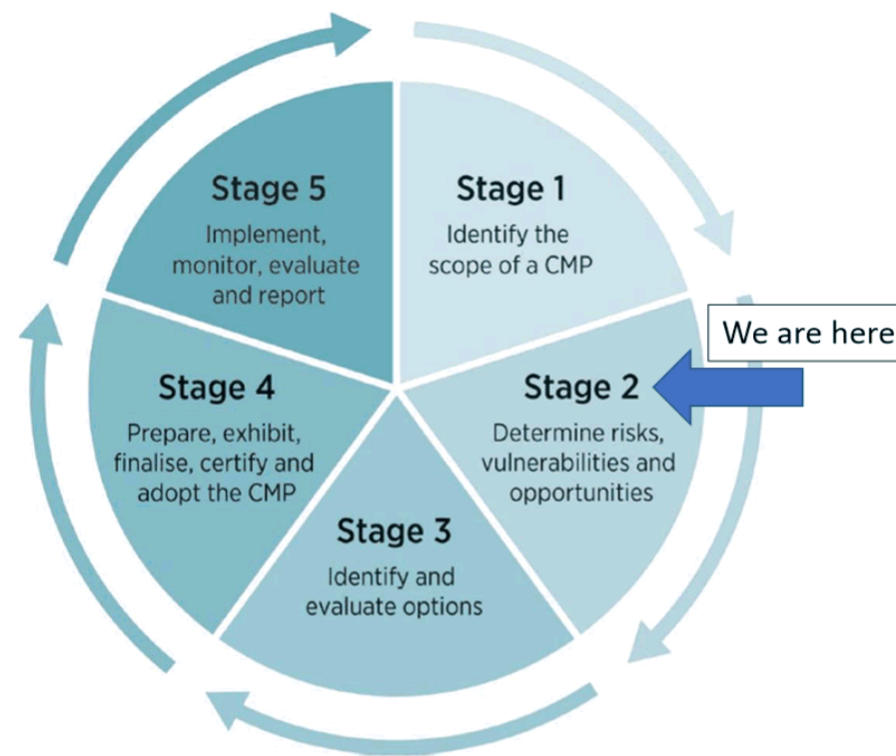 Stage 1
Identify the
scope of a CMP
We are here
Stage 2
Determine risks,
vulnerabilities and
opportunities
Stage 3
Identify and
evaluate options
Stage 4
Prepare, exhibit,
finalise, certify and
adopt the CMP
Stage 5
Implement,
monitor, evaluate
and report